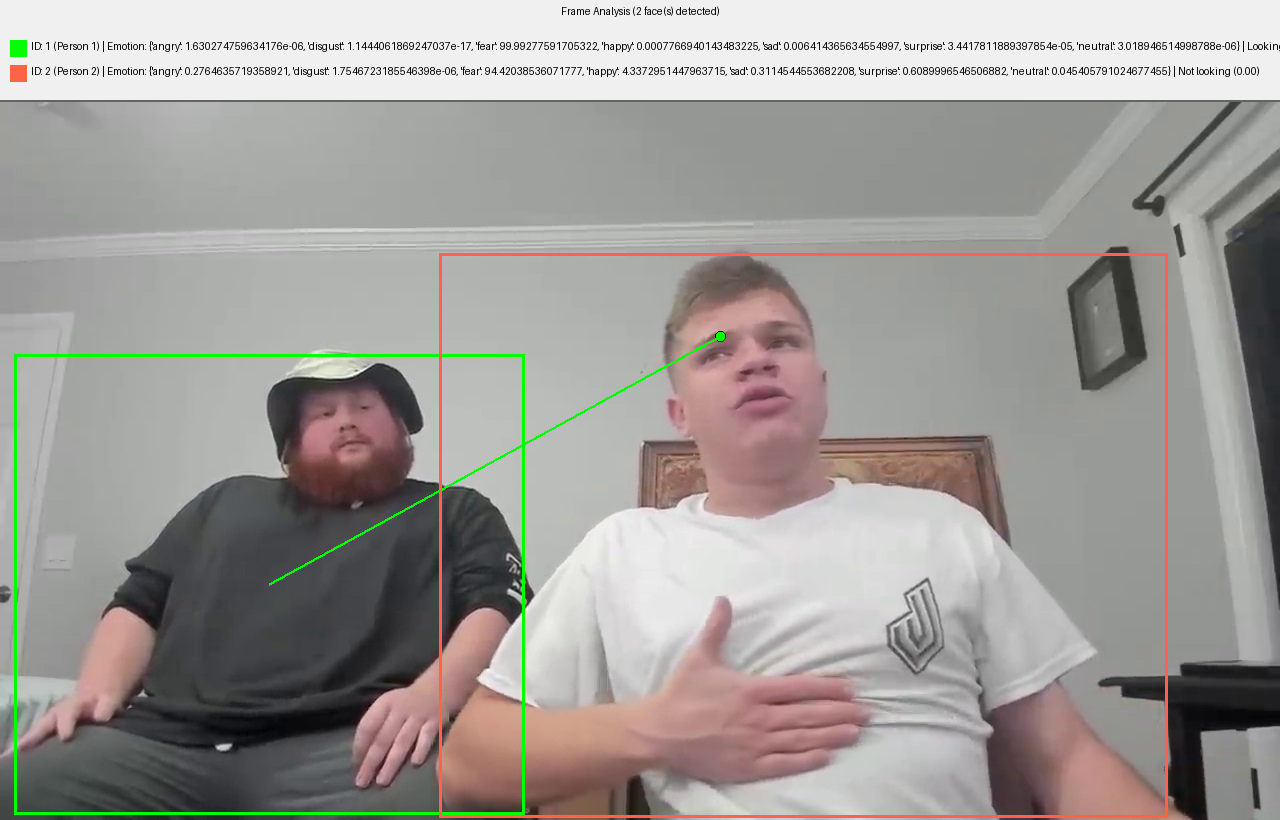 Frame Analysis (2 face(s) detected)
ID: 1 (Person 1) | Emotion: {'angry': 1.630274759634176e-06, 'disgust': 1.1444061869247037e-17, 'fear': 99.99277591705322, 'happy': 0.0007766940143483225, 'sad': 0.006414365634554997, 'surprise': 3.4417811889397854e-05, 'neutral': 3.018946514998788e-06} | Looking
ID: 2 (Person 2) | Emotion: {'angry': 0.2764635719358921, 'disgust': 1.7546723185546398e-06, 'fear': 94.42038536071777, 'happy': 4.3372951447963715, 'sad': 0.3114544553682208, 'surprise': 0.6089996546506882, 'neutral': 0.045405791024677455} | Not looking (0.00)